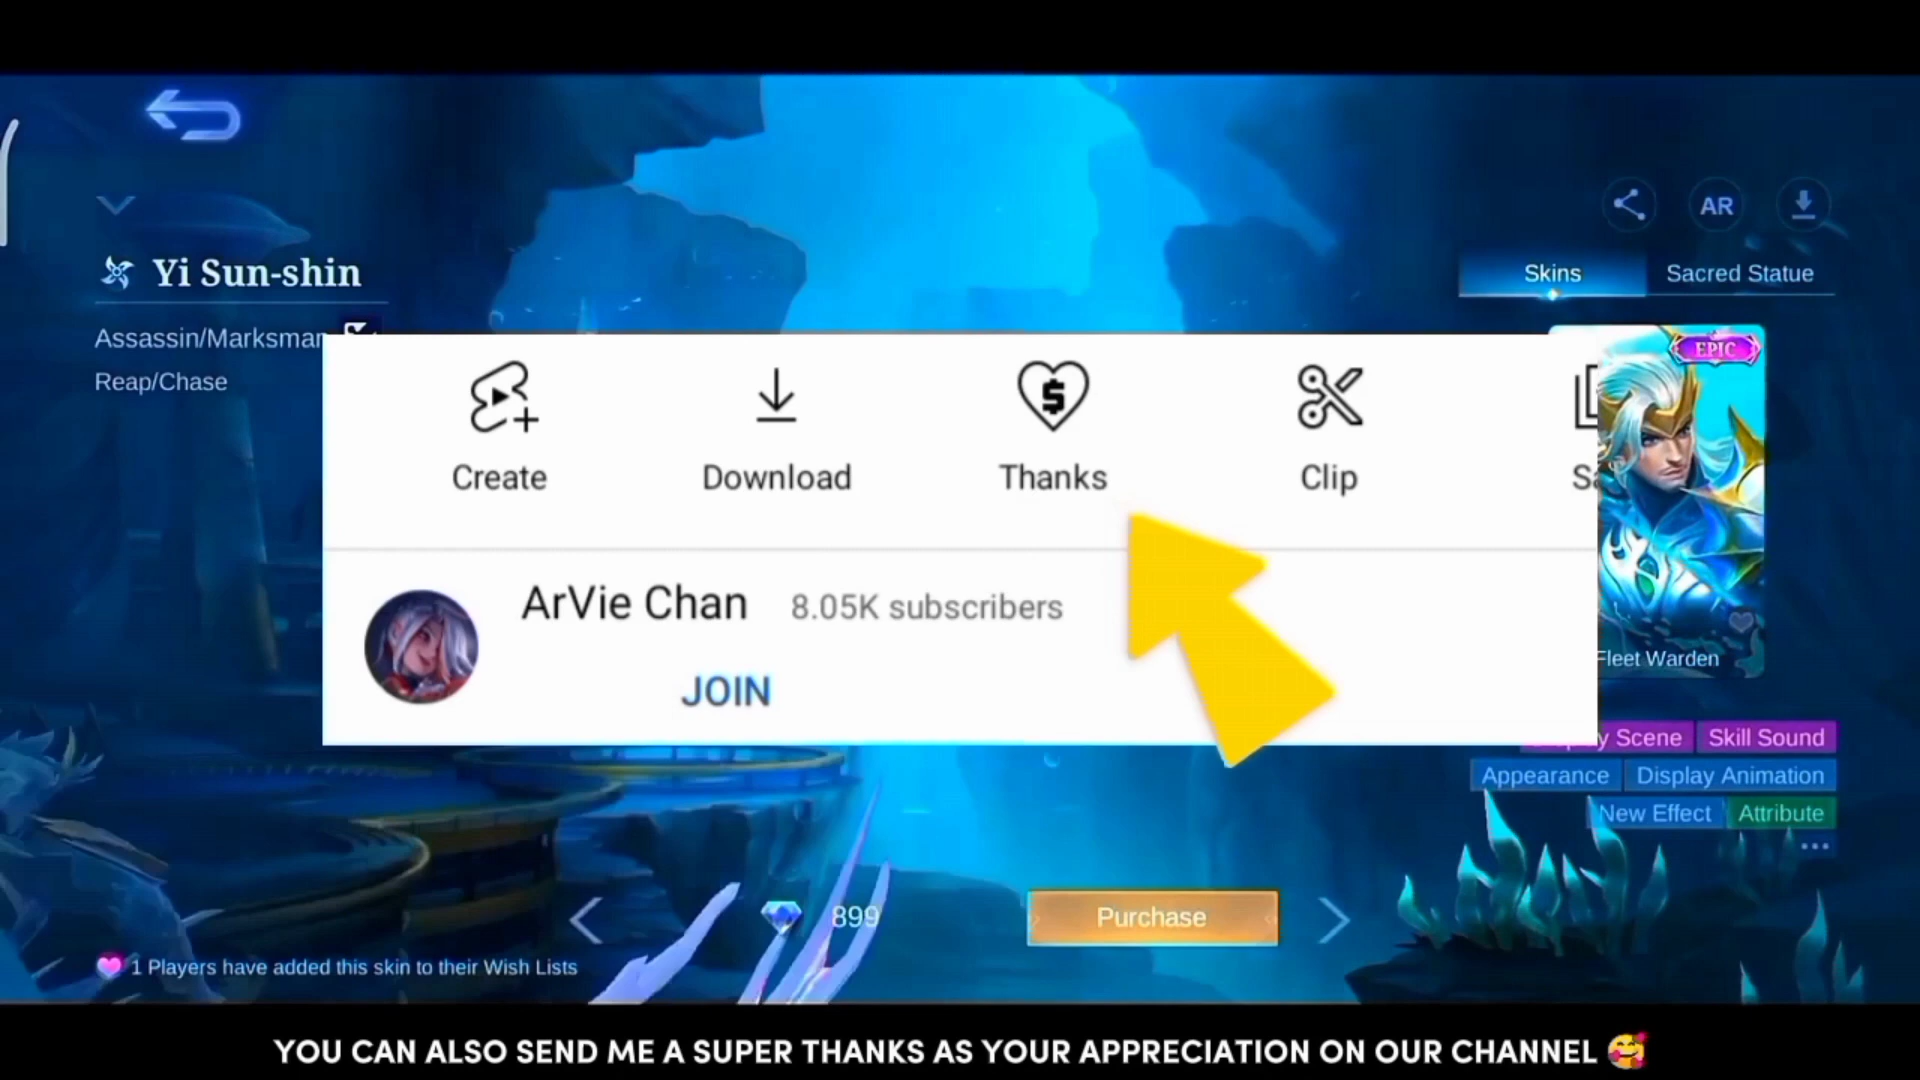 Yi Sun-shin
Assassin/Marksman
Reap/Chase
AR
Skins
Sacred Statue
EPIC
Fleet Warden
Create
Download
Thanks
Clip
ArVie Chan
8.05K subscribers
JOIN
Scene
Skill Sound
Appearance
Display Animation
New Effect
Attribute
899
Purchase
1 Players have added this skin to their Wish Lists
YOU CAN ALSO SEND ME A SUPER THANKS AS YOUR APPRECIATION ON OUR CHANNEL 🥰